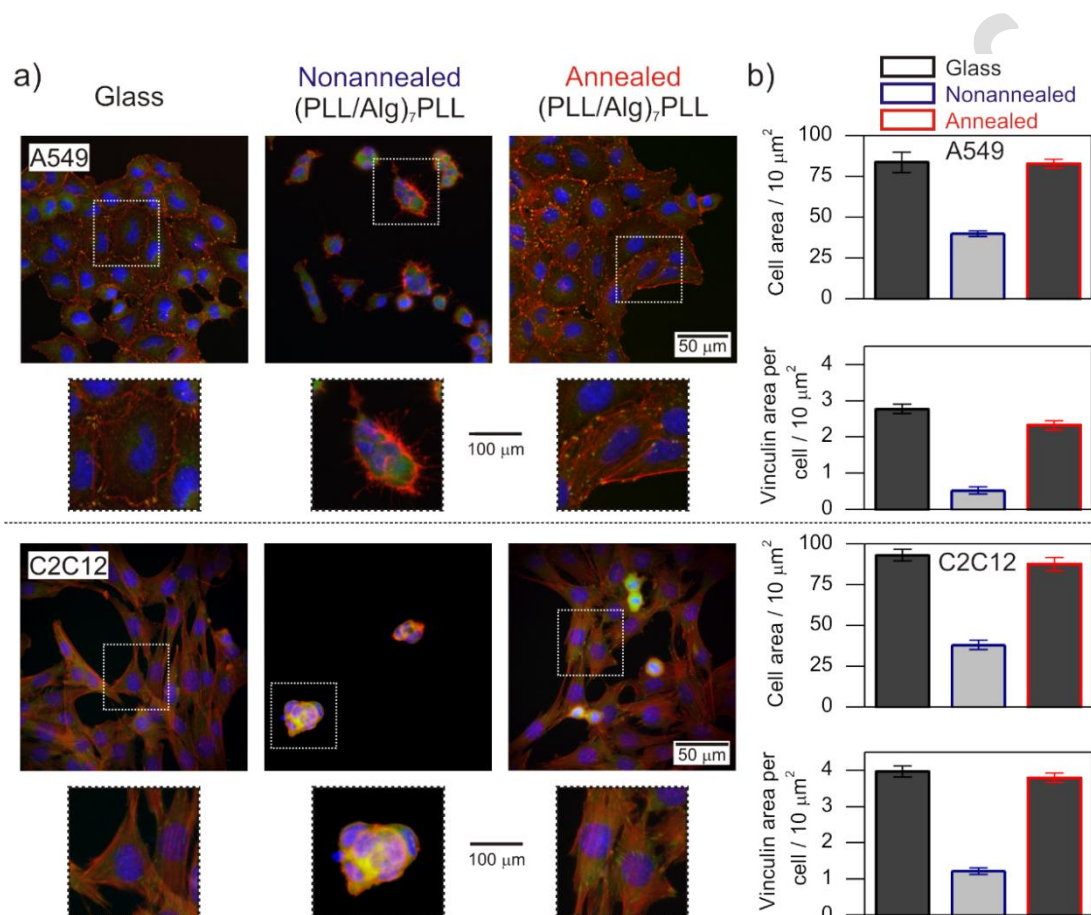 a)
Glass
Nonannealed
(PLL/Alg)₇PLL
Annealed
(PLL/Alg)₇PLL
b)
Glass
Nonannealed
Annealed
A549
50 μm
100 μm
A549
Cell area / 10 μm²
100
75
50
25
0
Vinculin area per
cell / 10 μm²
4
3
2
1
0
C2C12
50 μm
100 μm
C2C12
Cell area / 10 μm²
100
75
50
25
0
Vinculin area per
cell / 10 μm²
4
3
2
1
0